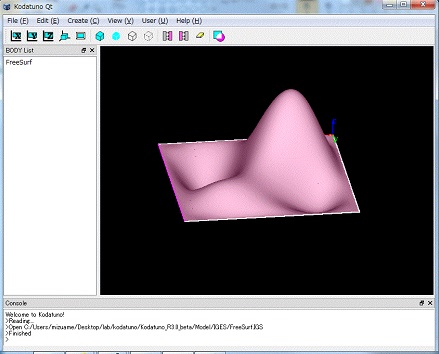 Kodatuno Qt
File (F) Edit (E) Create (C) View (V) User (U) Help (H)
BODY List
FreeSurf
Console
Welcome to Kodatuno!
>Reading...
>Open C:/Users/mizuame/Desktop/lab/kodatuno/Kodatuno_R3.0_beta/Model/IGES/FreeSurf.IGS
>Finished
>